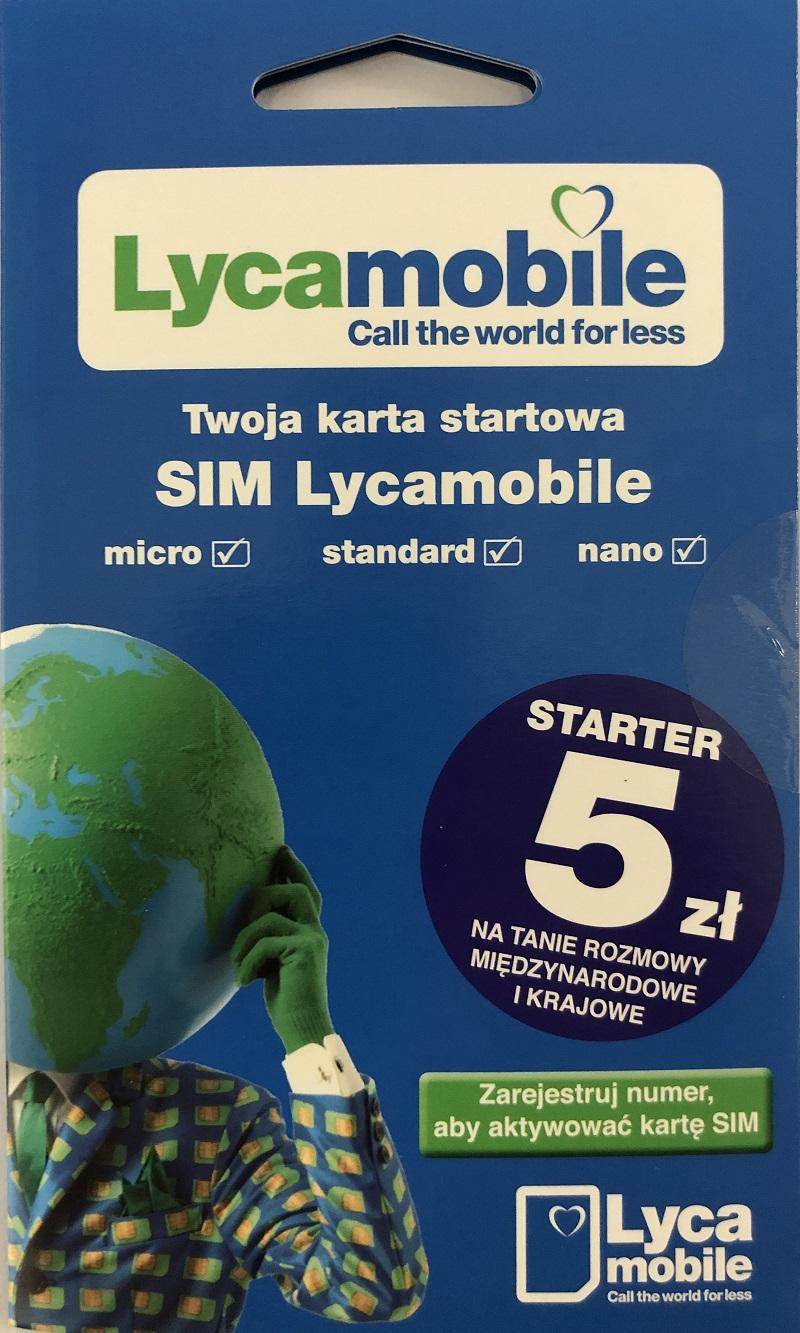 Lycamobile
Call the world for less
Twoja karta startowa
SIM Lycamobile
micro standard nano
STARTER
5 zł
NA TANIE ROZMOWY
MIĘDZYNARODOWE
I KRAJOWE
Zarejestruj numer,
aby aktywować kartę SIM
Lyca
mobile
Call the world for less